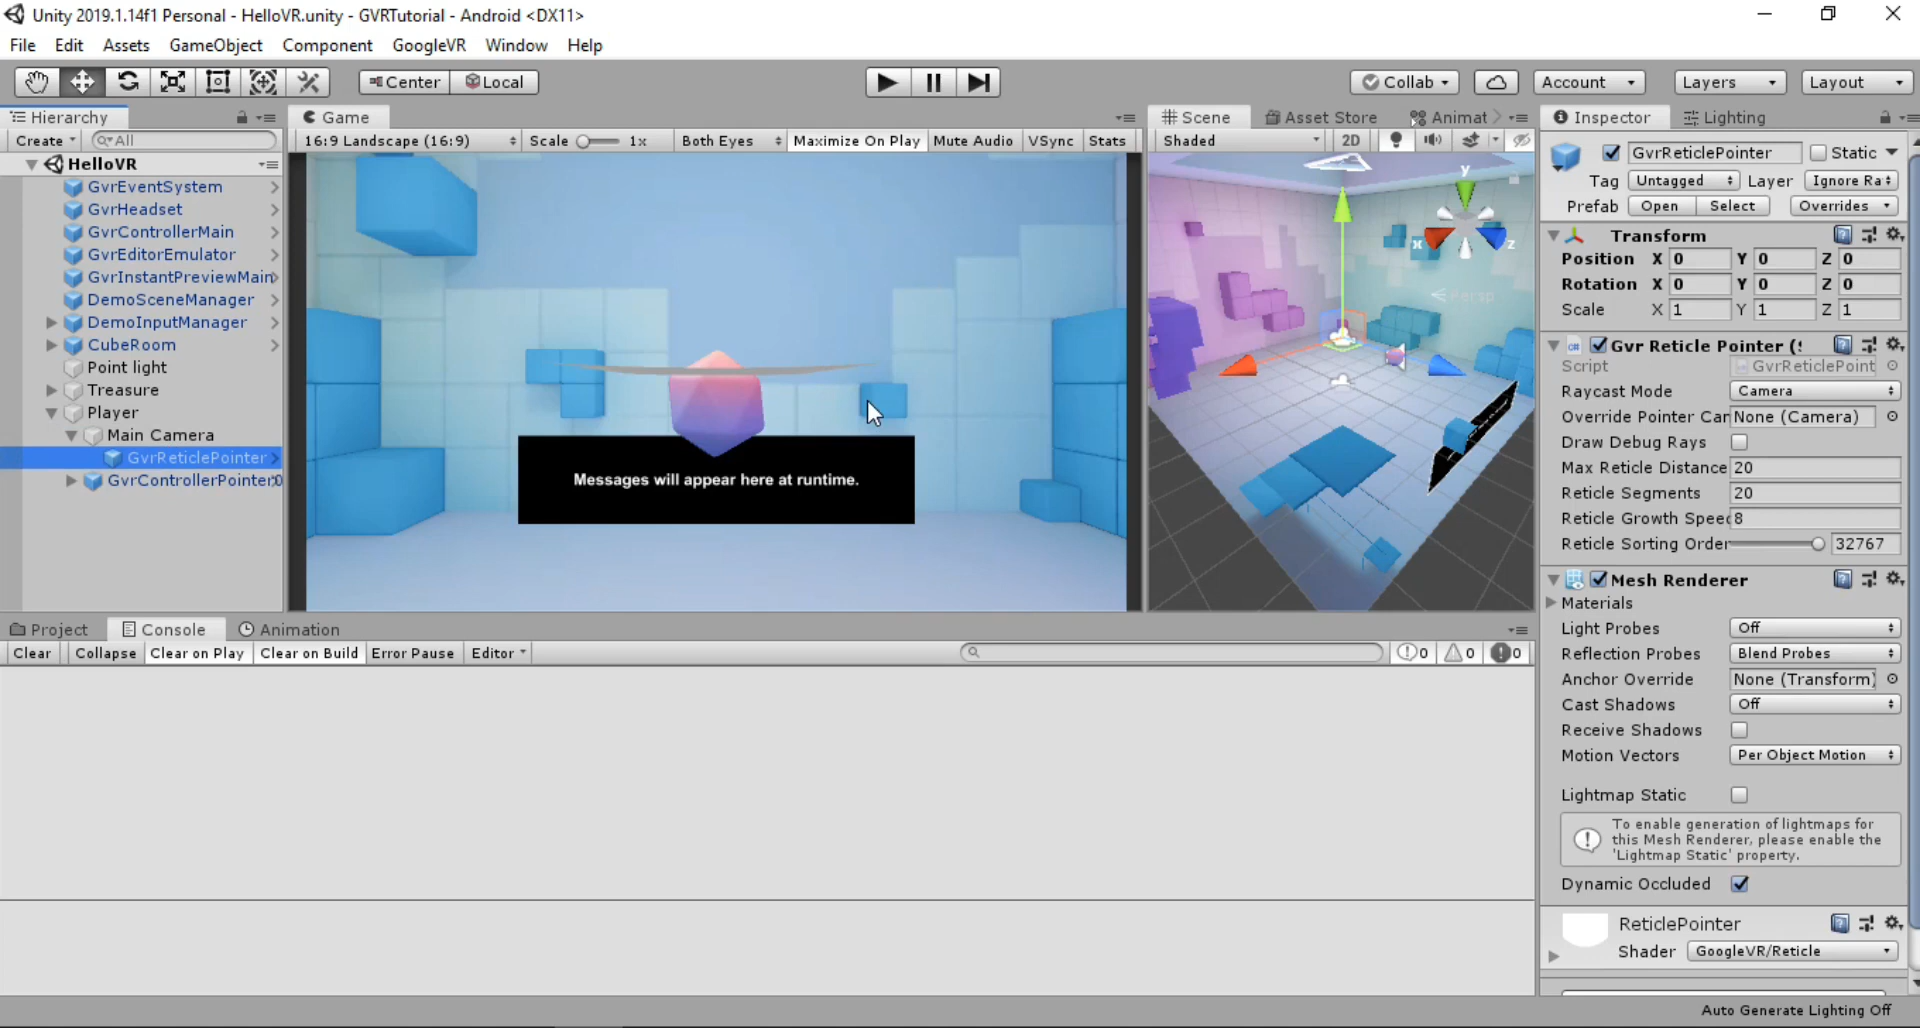 Unity 2019.1.14f1 Personal - HelloVR.unity - GVRTutorial - Android <DX11>
File Edit Assets GameObject Component GoogleVR Window Help
Center Local Collab Account Layers Layout
Hierarchy
Create All
HelloVR
GvrEventSystem
GvrHeadset
GvrControllerMain
GvrEditorEmulator
GvrInstantPreviewMain
DemoSceneManager
DemoInputManager
CubeRoom
Point light
Treasure
Player
Main Camera
GvrReticlePointer
GvrControllerPointer
Game
16:9 Landscape (16:9) Scale 1x Both Eyes Maximize On Play Mute Audio VSync Stats
Messages will appear here at runtime.
Scene Asset Store Animat
Shaded 2D
y
x z
Persp
Inspector Lighting
GvrReticlePointer Static
Tag Untagged Layer Ignore Ra
Prefab Open Select Overrides
Transform
Position X 0 Y 0 Z 0
Rotation X 0 Y 0 Z 0
Scale X 1 Y 1 Z 1
Gvr Reticle Pointer (
Script GvrReticlePoint
Raycast Mode Camera
Override Pointer Car None (Camera)
Draw Debug Rays
Max Reticle Distance 20
Reticle Segments 20
Reticle Growth Speed 8
Reticle Sorting Order 32767
Mesh Renderer
Materials
Light Probes Off
Reflection Probes Blend Probes
Anchor Override None (Transform)
Cast Shadows Off
Receive Shadows
Motion Vectors Per Object Motion
Lightmap Static
To enable generation of lightmaps for
this Mesh Renderer, please enable the
'Lightmap Static' property.
Dynamic Occluded
ReticlePointer
Shader GoogleVR/Reticle
Project Console Animation
Clear Collapse Clear on Play Clear on Build Error Pause Editor 0 0 0
Auto Generate Lighting Off